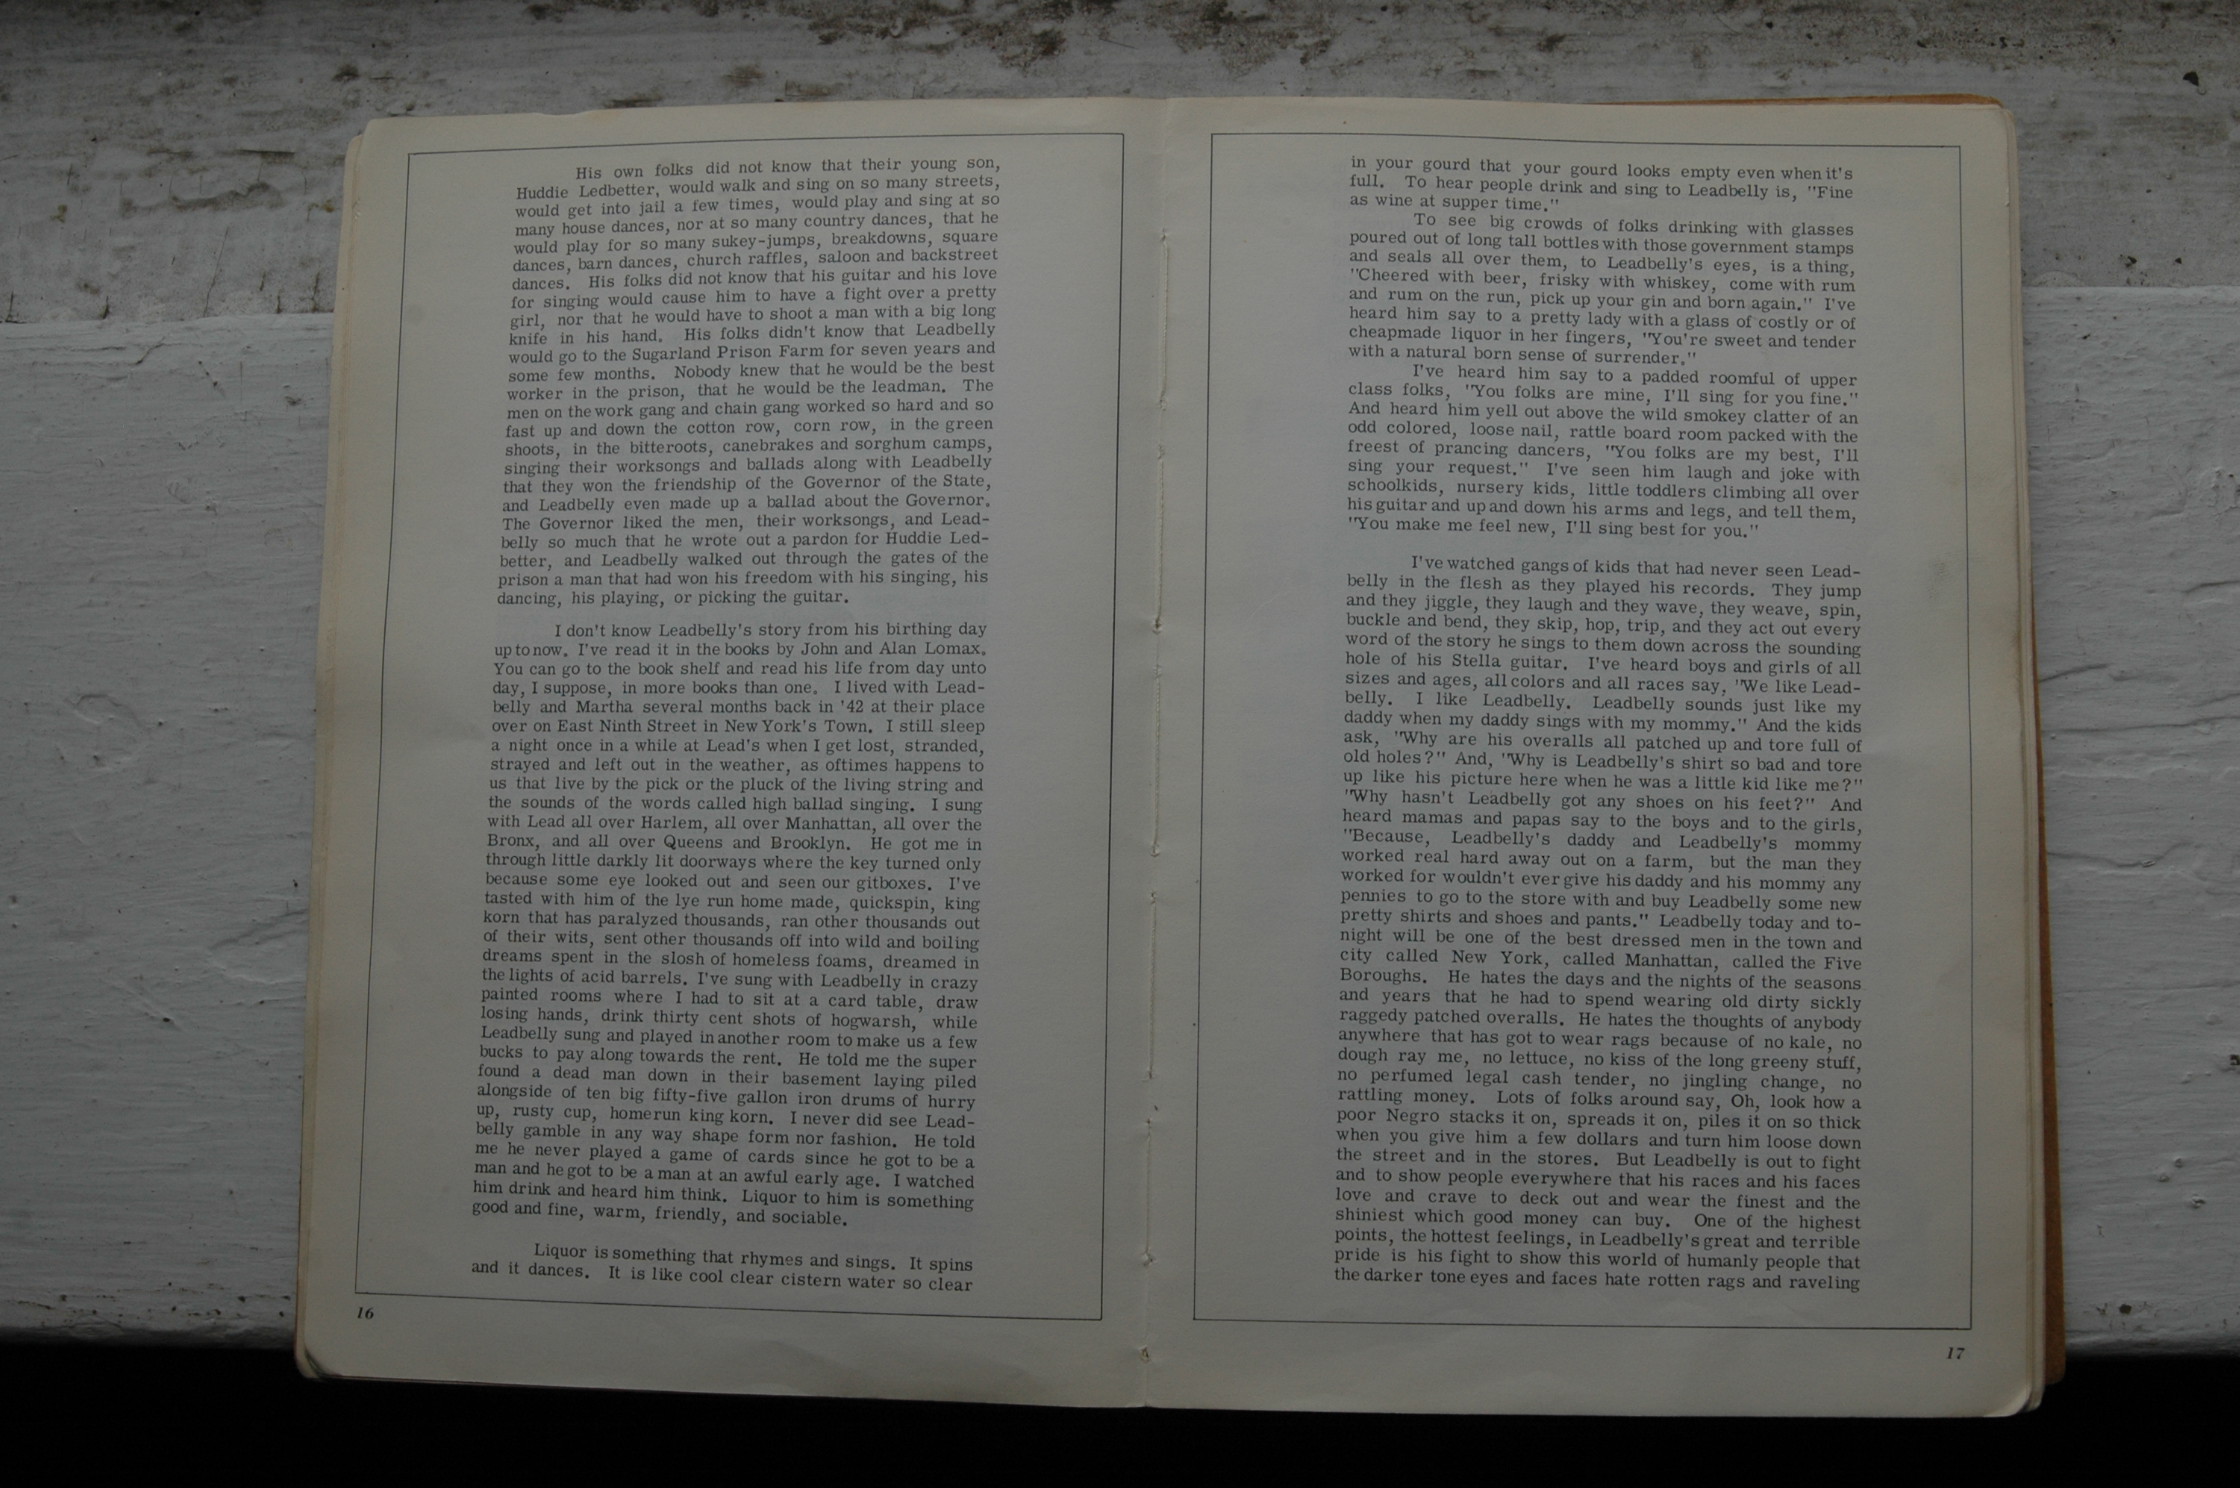 His own folks did not know that their young son,
Huddie Ledbetter, would walk and sing on so many streets,
would get into jail a few times, would play and sing at so
many house dances, nor at so many country dances, that he
would play for so many sukey-jumps, breakdowns, square
dances, barn dances, church raffles, saloon and backstreet
dances. His folks did not know that his guitar and his love
for singing would cause him to have a fight over a pretty
girl, nor that he would have to shoot a man with a big long
knife in his hand. His folks didn't know that Leadbelly
would go to the Sugarland Prison Farm for seven years and
some few months. Nobody knew that he would be the best
worker in the prison, that he would be the leadman. The
men on the work gang and chain gang worked so hard and so
fast up and down the cotton row, corn row, in the green
shoots, in the bitteroots, canebrakes and sorghum camps,
singing their worksongs and ballads along with Leadbelly
that they won the friendship of the Governor of the State,
and Leadbelly even made up a ballad about the Governor.
The Governor liked the men, their worksongs, and Lead-
belly so much that he wrote out a pardon for Huddie Led-
better, and Leadbelly walked out through the gates of the
prison a man that had won his freedom with his singing, his
dancing, his playing, or picking the guitar.
I don't know Leadbelly's story from his birthing day
up to now. I've read it in the books by John and Alan Lomax.
You can go to the book shelf and read his life from day unto
day, I suppose, in more books than one. I lived with Lead-
belly and Martha several months back in '42 at their place
over on East Ninth Street in New York's Town. I still sleep
a night once in a while at Lead's when I get lost, stranded,
strayed and left out in the weather, as oftimes happens to
us that live by the pick or the pluck of the living string and
the sounds of the words called high ballad singing. I sung
with Lead all over Harlem, all over Manhattan, all over the
Bronx, and all over Queens and Brooklyn. He got me in
through little darkly lit doorways where the key turned only
because some eye looked out and seen our gitboxes. I've
tasted with him of the lye run home made, quickspin, kting
korn that has paralyzed thousands, ran other thousands out
of their wits, sent other thousands off into wild and boiling
dreams spent in the slosh of homeless foams, dreamed in
the lights of acid barrels. I've sung with Leadbelly in crazy
painted rooms where I had to sit at a card table, draw
losing hands, drink thirty cent shots of hogwarsh, while
Leadbelly sung and played in another room to make us a few
bucks to pay along towards the rent. He told me the super
found a dead man down in their basement laying piled
alongside of ten big fifty-five gallon iron drums of hurry
up, rusty cup, homerun king korn. I never did see Lead-
belly gamble in any way shape form nor fashion. He told
me he never played a game of cards since he got to be a
man and he got to be a man at an awful early age. I watched
him drink and heard him think. Liquor to him is something
good and fine, warm, friendly, and sociable.
Liquor is something that rhymes and sings. It spins
and it dances. It is like cool clear cistern water so clear
16
in your gourd that your gourd looks empty even when it's
full. To hear people drink and sing to Leadbelly is, "Fine
as wine at supper time."
To see big crowds of folks drinking with glasses
poured out of long tall bottles with those government stamps
and seals all over them, to Leadbelly's eyes, is a thing,
"Cheered with beer, frisky with whiskey, come with rum
and rum on the run, pick up your gin and born again." I've
heard him say to a pretty lady with a glass of costly or of
cheapmade liquor in her fingers, "You're sweet and tender
with a natural born sense of surrender."
I've heard him say to a padded roomful of upper
class folks, "You folks are mine, I'll sing for you fine."
And heard him yell out above the wild smokey clatter of an
odd colored, loose nail, rattle board room packed with the
freest of prancing dancers, "You folks are my best, I'll
sing your request." I've seen him laugh and joke with
schoolkids, nursery kids, little toddlers climbing all over
his guitar and up and down his arms and legs, and tell them,
"You make me feel new, I'll sing best for you."
I've watched gangs of kids that had never seen Lead-
belly in the flesh as they played his records. They jump
and they jiggle, they laugh and they wave, they weave, spin,
buckle and bend, they skip, hop, trip, and they act out every
word of the story he sings to them down across the sounding
hole of his Stella guitar. I've heard boys and girls of all
sizes and ages, all colors and all races say, "We like Lead-
belly. I like Leadbelly. Leadbelly sounds just like my
daddy when my daddy sings with my mommy." And the kids
ask, "Why are his overalls all patched up and tore full of
old holes?" And, "Why is Leadbelly's shirt so bad and tore
up like his picture here when he was a little kid like me?"
"Why hasn't Leadbelly got any shoes on his feet?" And
heard mamas and papas say to the boys and to the girls,
"Because, Leadbelly's daddy and Leadbelly's mommy
worked real hard away out on a farm, but the man they
worked for wouldn't ever give his daddy and his mommy any
pennies to go to the store with and buy Leadbelly some new
pretty shirts and shoes and pants." Leadbelly today and to-
night will be one of the best dressed men in the town and
city called New York, called Manhattan, called the Five
Boroughs. He hates the days and the nights of the seasons
and years that he had to spend wearing old dirty sickly
raggedy patched overalls. He hates the thoughts of anybody
anywhere that has got to wear rags because of no kale, no
dough ray me, no lettuce, no kiss of the long greeny stuff,
no perfumed legal cash tender, no jingling change, no
rattling money. Lots of folks around say, Oh, look how a
poor Negro stacks it on, spreads it on, piles it on so thick
when you give him a few dollars and turn him loose down
the street and in the stores. But Leadbelly is out to fight
and to show people everywhere that his races and his faces
love and crave to deck out and wear the finest and the
shiniest which good money can buy. One of the highest
points, the hottest feelings, in Leadbelly's great and terrible
pride is his fight to show this world of humanly people that
the darker tone eyes and faces hate rotten rags and raveling
17